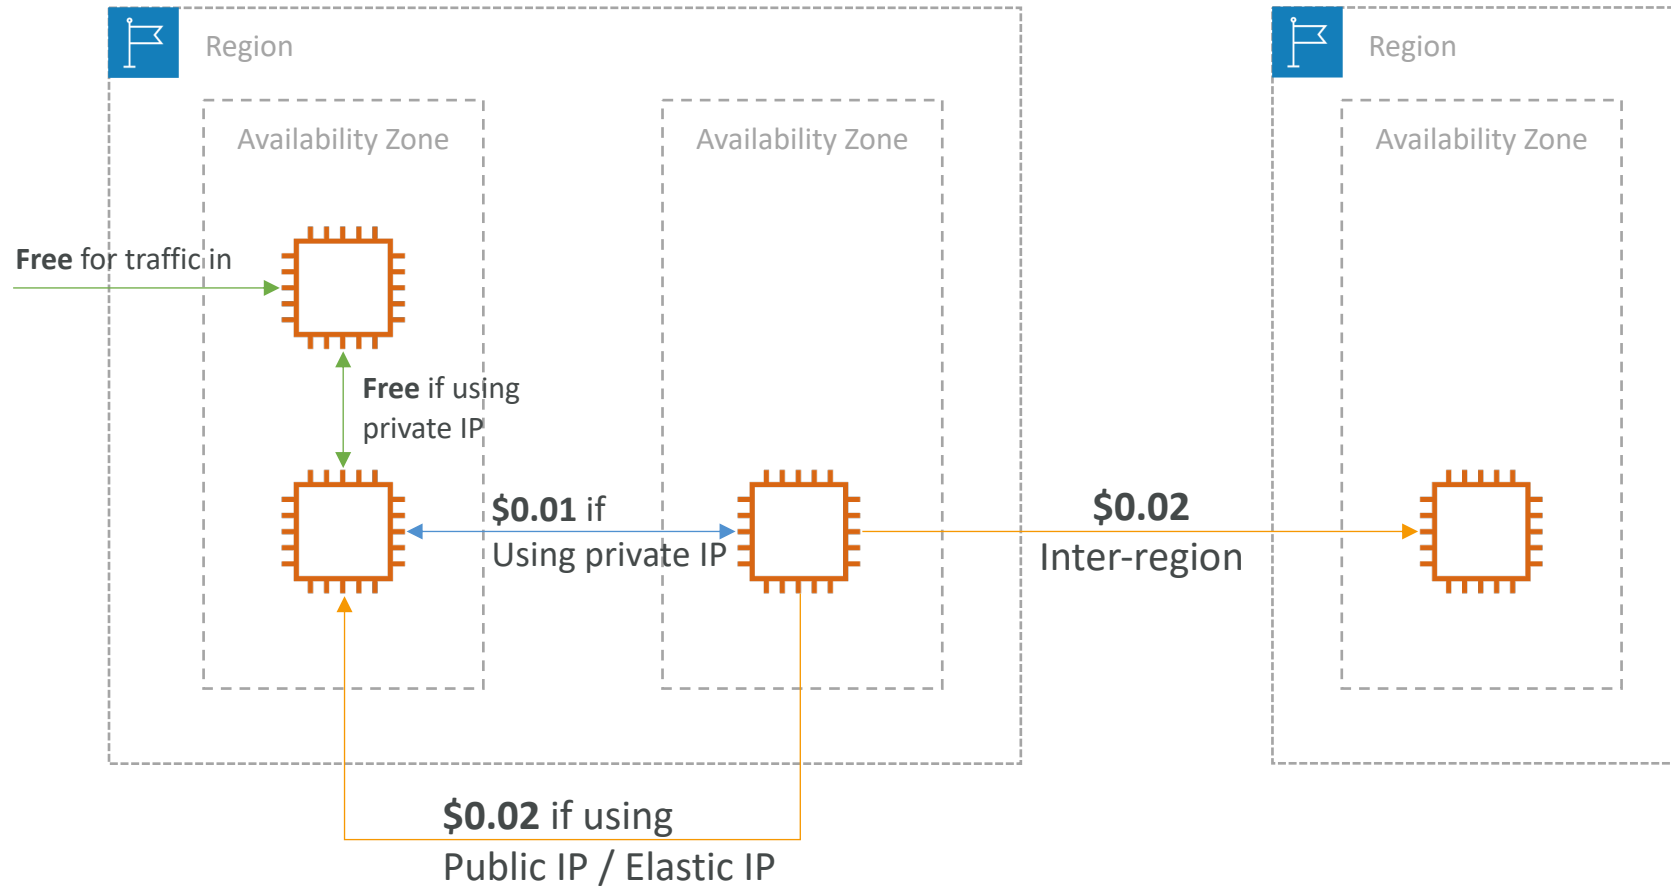 Region
Region
Availability Zone
Availability Zone
Availability Zone
Free for traffic in
Free if using
private IP
$0.01 if
Using private IP
$0.02
Inter-region
$0.02 if using
Public IP / Elastic IP